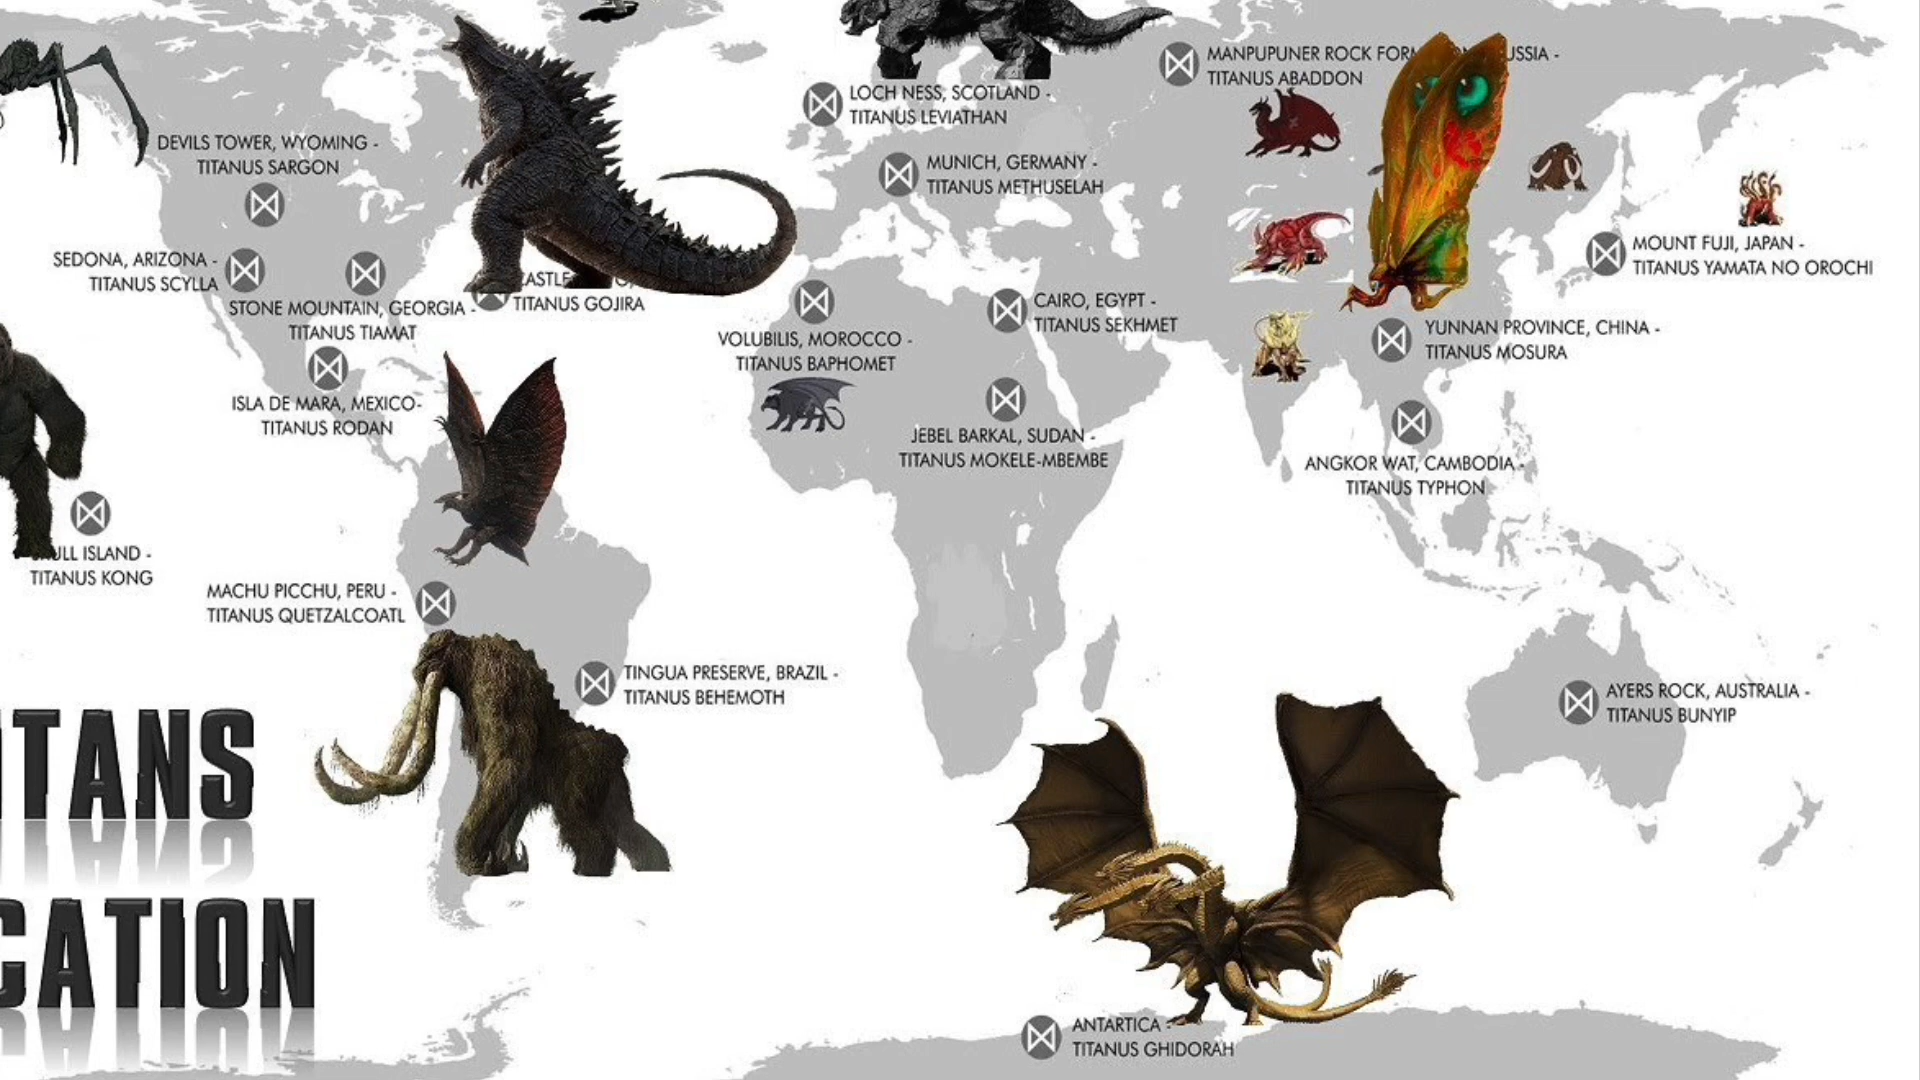 MANPUPUNER ROCK
TITANUS ABADDON
LOCH NESS, SCOTLAND -
TITANUS LEVIATHAN
DEVILS TOWER, WYOMING -
TITANUS SARGON
MUNICH, GERMANY -
TITANUS METHUSELAH
SEDONA, ARIZONA -
TITANUS SCYLLA
STONE MOUNTAIN, GEORGIA -
TITANUS TIAMAT
TITANUS GOJIRA
MOUNT FUJI, JAPAN -
TITANUS YAMATA NO OROCHI
CAIRO, EGYPT -
TITANUS SEKHMET
VOLUBILIS, MOROCCO -
TITANUS BAPHOMET
YUNNAN PROVINCE, CHINA -
TITANUS MOSURA
ISLA DE MARA, MEXICO-
TITANUS RODAN
JEBEL BARKAL, SUDAN -
TITANUS MOKELE-MBEMBE
ANGKOR WAT, CAMBODIA -
TITANUS TYPHON
ISLAND -
TITANUS KONG
MACHU PICCHU, PERU -
TITANUS QUETZALCOATL
TINGUA PRESERVE, BRAZIL -
TITANUS BEHEMOTH
AYERS ROCK, AUSTRALIA -
TITANUS BUNYIP
ITANS
CATION
ANTARTICA -
TITANUS GHIDORAH